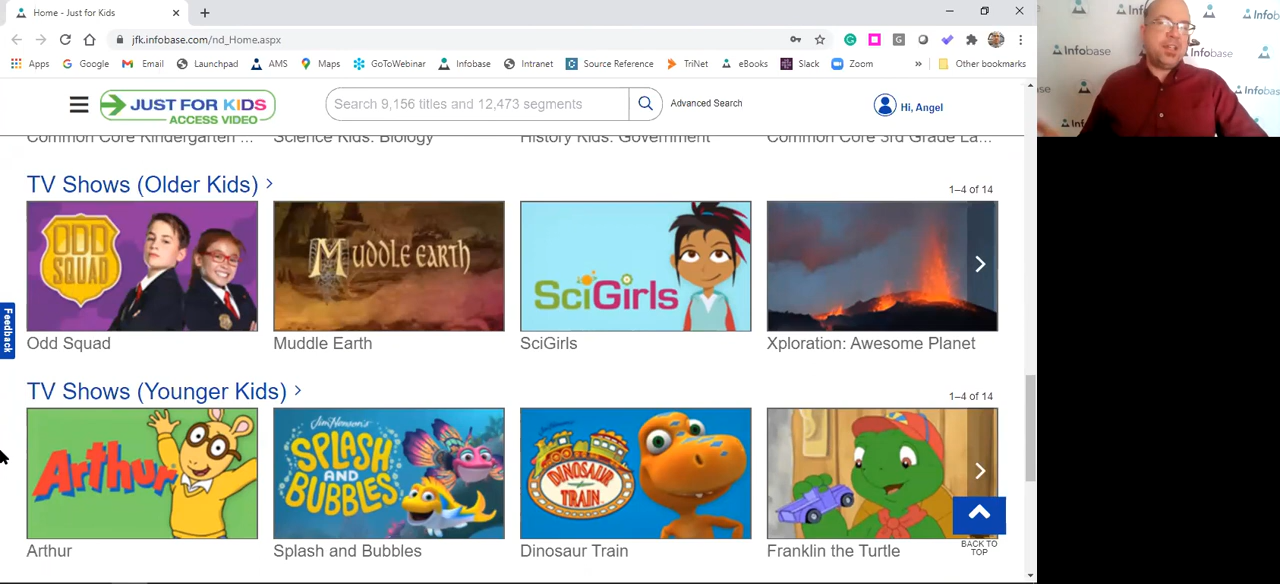 Home - Just for Kids
jfk.infobase.com/nd_Home.aspx
Apps Google Email Launchpad AMS Maps GoToWebinar Infobase Intranet Source Reference TriNet eBooks Slack Zoom » Other bookmarks
JUST FOR KIDS
ACCESS VIDEO
Search 9,156 titles and 12,473 segments
Advanced Search
Hi, Angel
Common Core Kindergarten ... Science Kids: Biology History Kids: Government Common Core 3rd Grade La...
TV Shows (Older Kids) >
1–4 of 14
ODD
SQUAD
Muddle Earth
SciGirls
Odd Squad Muddle Earth SciGirls Xploration: Awesome Planet
Feedback
TV Shows (Younger Kids) >
1–4 of 14
Arthur
Jim Henson's
SPLASH
AND
BUBBLES
DINOSAUR
TRAIN
BACK TO
TOP
Arthur Splash and Bubbles Dinosaur Train Franklin the Turtle
Infobase
Infobase
Infobase